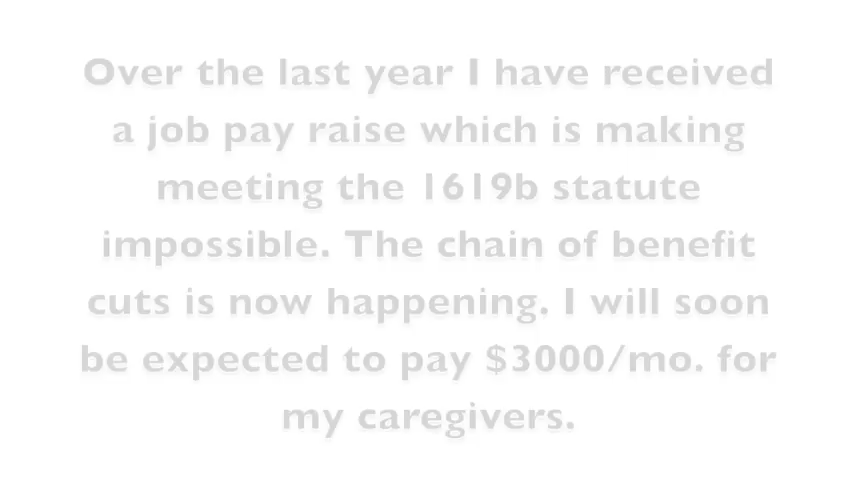 Over the last year I have received
a job pay raise which is making
meeting the 1619b statute
impossible. The chain of benefit
cuts is now happening. I will soon
be expected to pay $3000/mo. for
my caregivers.